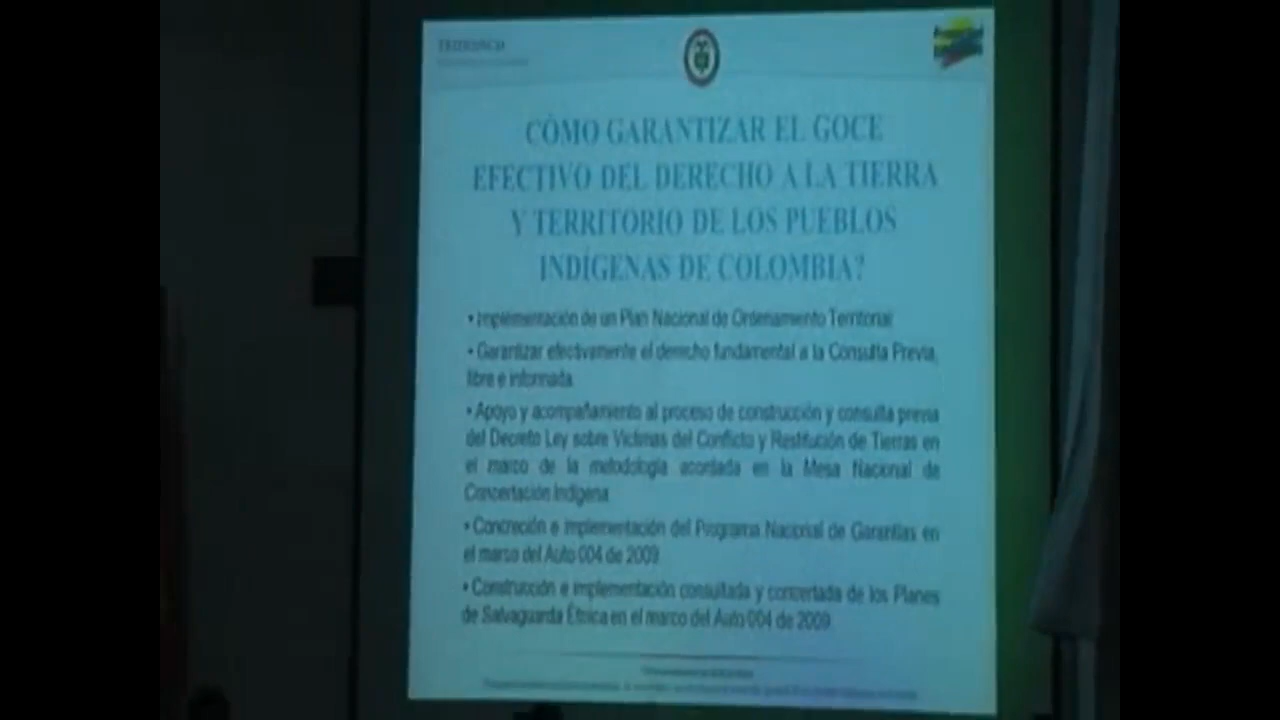 CÓMO GARANTIZAR EL GOCE
EFECTIVO DEL DERECHO A LA TIERRA
Y TERRITORIO DE LOS PUEBLOS
INDÍGENAS DE COLOMBIA?
• Implementación de un Plan Nacional de Ordenamiento Territorial
• Garantizar efectivamente el derecho fundamental a la Consulta Previa,
libre e informada
• Apoyo y acompañamiento al proceso de construcción y consulta previa
del Decreto Ley sobre Víctimas del Conflicto y Restitución de Tierras en
el marco de la metodología acordada en la Mesa Nacional de
Concertación Indígena
• Concreción e implementación del Programa Nacional de Garantías en
el marso del Auto 004 de 2009
• Construcción e implementación consultada y concertada de los Planes
de Salvaguarda Étnica en el marco del Auto 004 de 2009